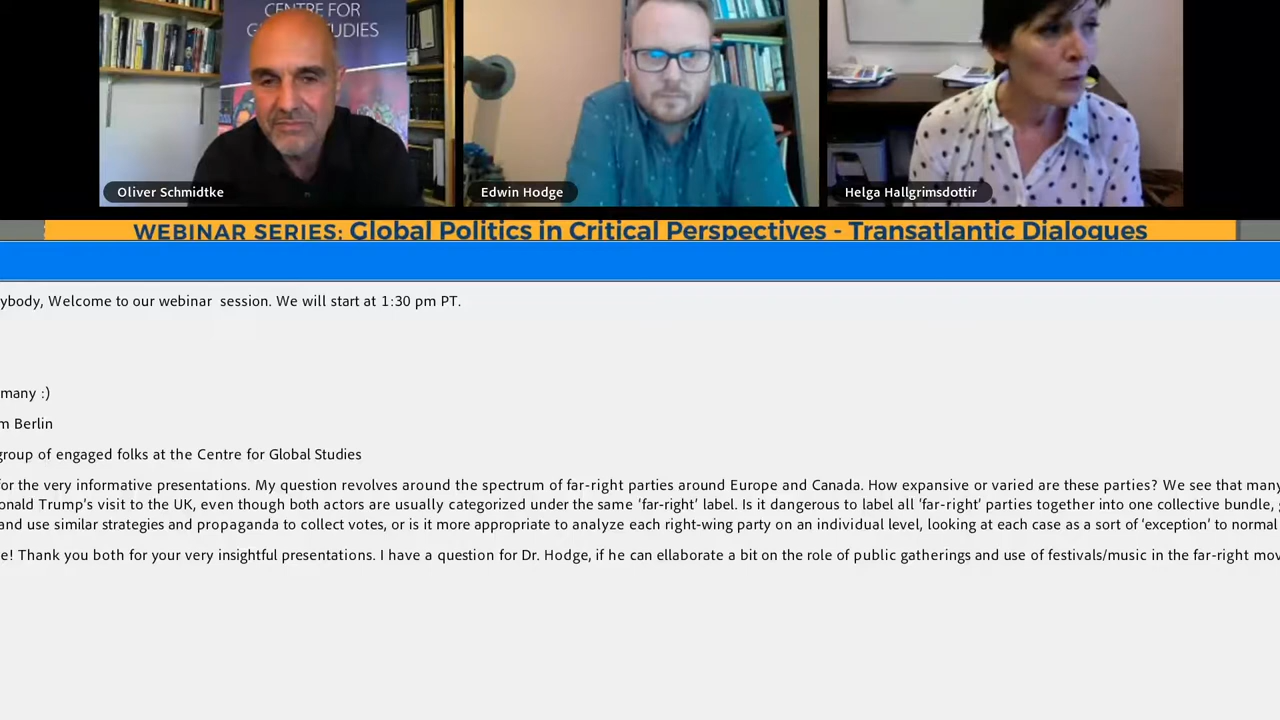 CENTRE FOR
GLOBAL STUDIES
Oliver Schmidtke
Edwin Hodge
Helga Hallgrimsdottir
WEBINAR SERIES: Global Politics in Critical Perspectives - Transatlantic Dialogues
ybody, Welcome to our webinar session. We will start at 1:30 pm PT.
many :)
m Berlin
group of engaged folks at the Centre for Global Studies
for the very informative presentations. My question revolves around the spectrum of far-right parties around Europe and Canada. How expansive or varied are these parties? We see that many
onald Trump's visit to the UK, even though both actors are usually categorized under the same 'far-right' label. Is it dangerous to label all 'far-right' parties together into one collective bundle,
and use similar strategies and propaganda to collect votes, or is it more appropriate to analyze each right-wing party on an individual level, looking at each case as a sort of 'exception' to normal
e! Thank you both for your very insightful presentations. I have a question for Dr. Hodge, if he can ellaborate a bit on the role of public gatherings and use of festivals/music in the far-right mov